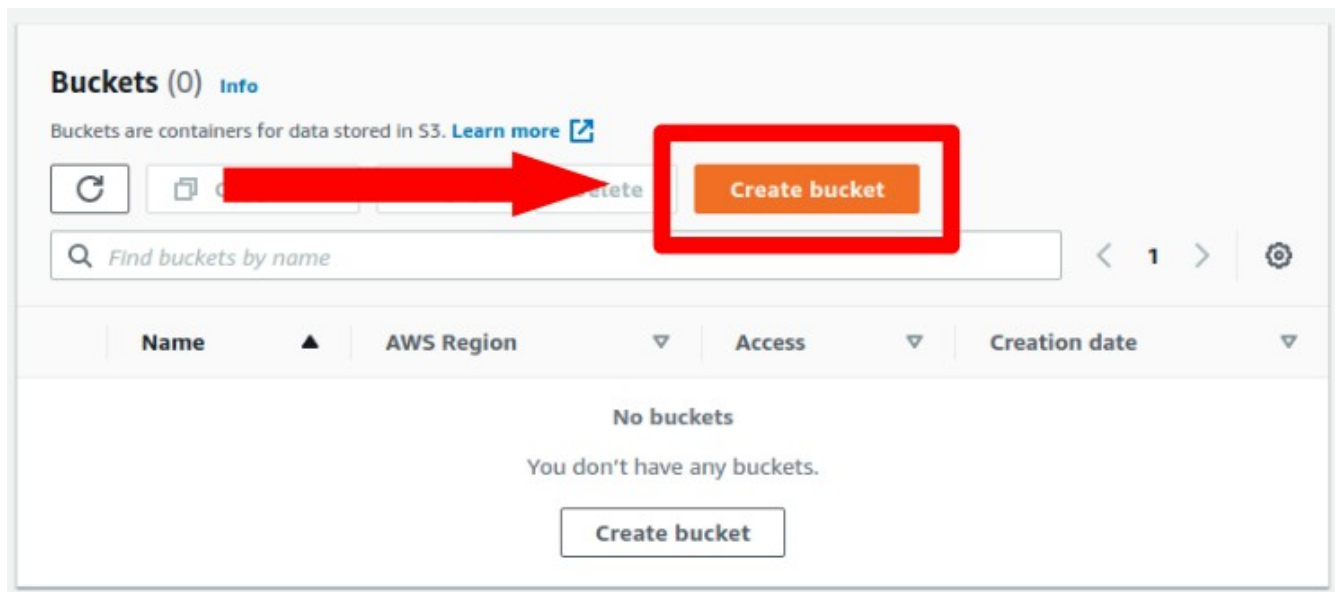 Buckets (0) Info
Buckets are containers for data stored in S3. Learn more
Create bucket
Find buckets by name
1
Name AWS Region Access Creation date
No buckets
You don't have any buckets.
Create bucket